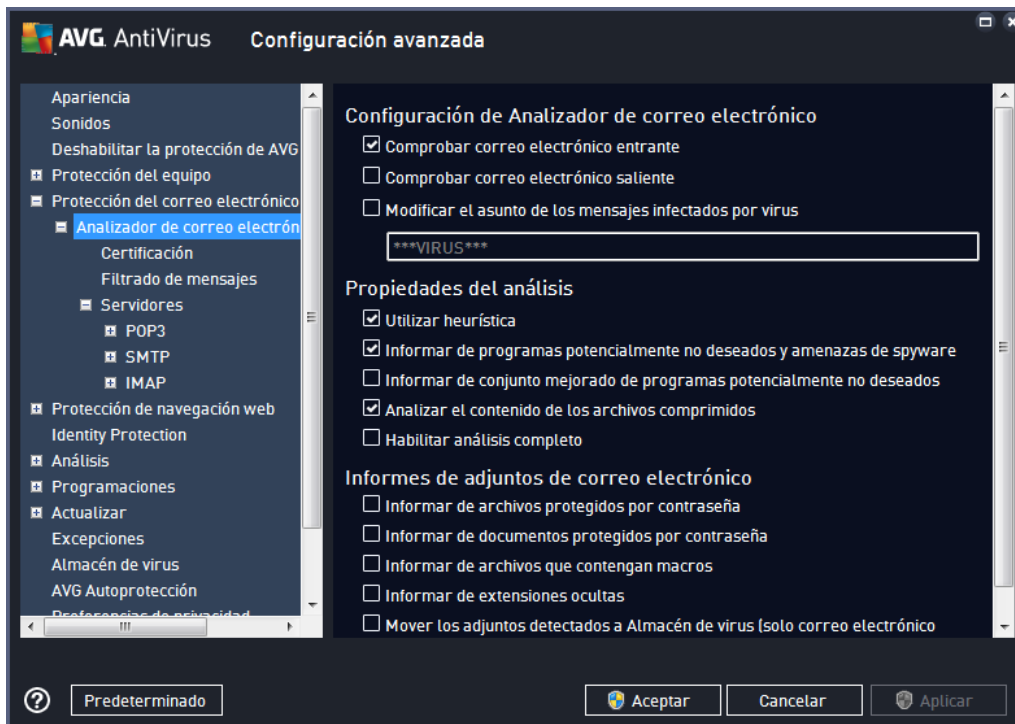 AVG AntiVirus Configuración avanzada
Apariencia
Sonidos
Deshabilitar la protección de AVG
Protección del equipo
Protección del correo electrónico
Analizador de correo electrón
Certificación
Filtrado de mensajes
Servidores
POP3
SMTP
IMAP
Protección de navegación web
Identity Protection
Análisis
Programaciones
Actualizar
Excepciones
Almacén de virus
AVG Autoprotección
Preferencias de privacidad
Configuración de Analizador de correo electrónico
Comprobar correo electrónico entrante
Comprobar correo electrónico saliente
Modificar el asunto de los mensajes infectados por virus
***VIRUS***
Propiedades del análisis
Utilizar heurística
Informar de programas potencialmente no deseados y amenazas de spyware
Informar de conjunto mejorado de programas potencialmente no deseados
Analizar el contenido de los archivos comprimidos
Habilitar análisis completo
Informes de adjuntos de correo electrónico
Informar de archivos protegidos por contraseña
Informar de documentos protegidos por contraseña
Informar de archivos que contengan macros
Informar de extensiones ocultas
Mover los adjuntos detectados a Almacén de virus (solo correo electrónico
Predeterminado
Aceptar
Cancelar
Aplicar